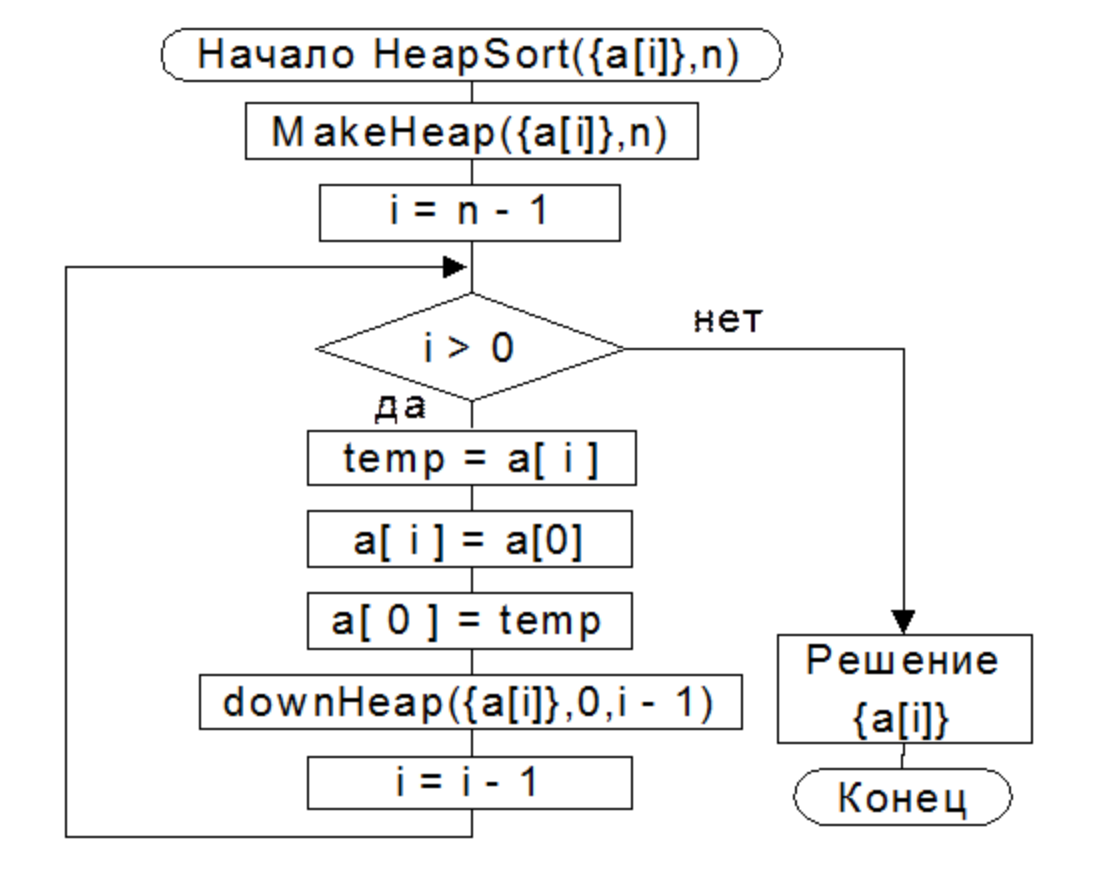 Начало HeapSort({a[i]},n)
MakeHeap({a[i]},n)
i = n - 1
i > 0
нет
да
temp = a[ i ]
a[ i ] = a[0]
a[ 0 ] = temp
downHeap({a[i]},0,i - 1)
i = i - 1
Решение
{a[i]}
Конец